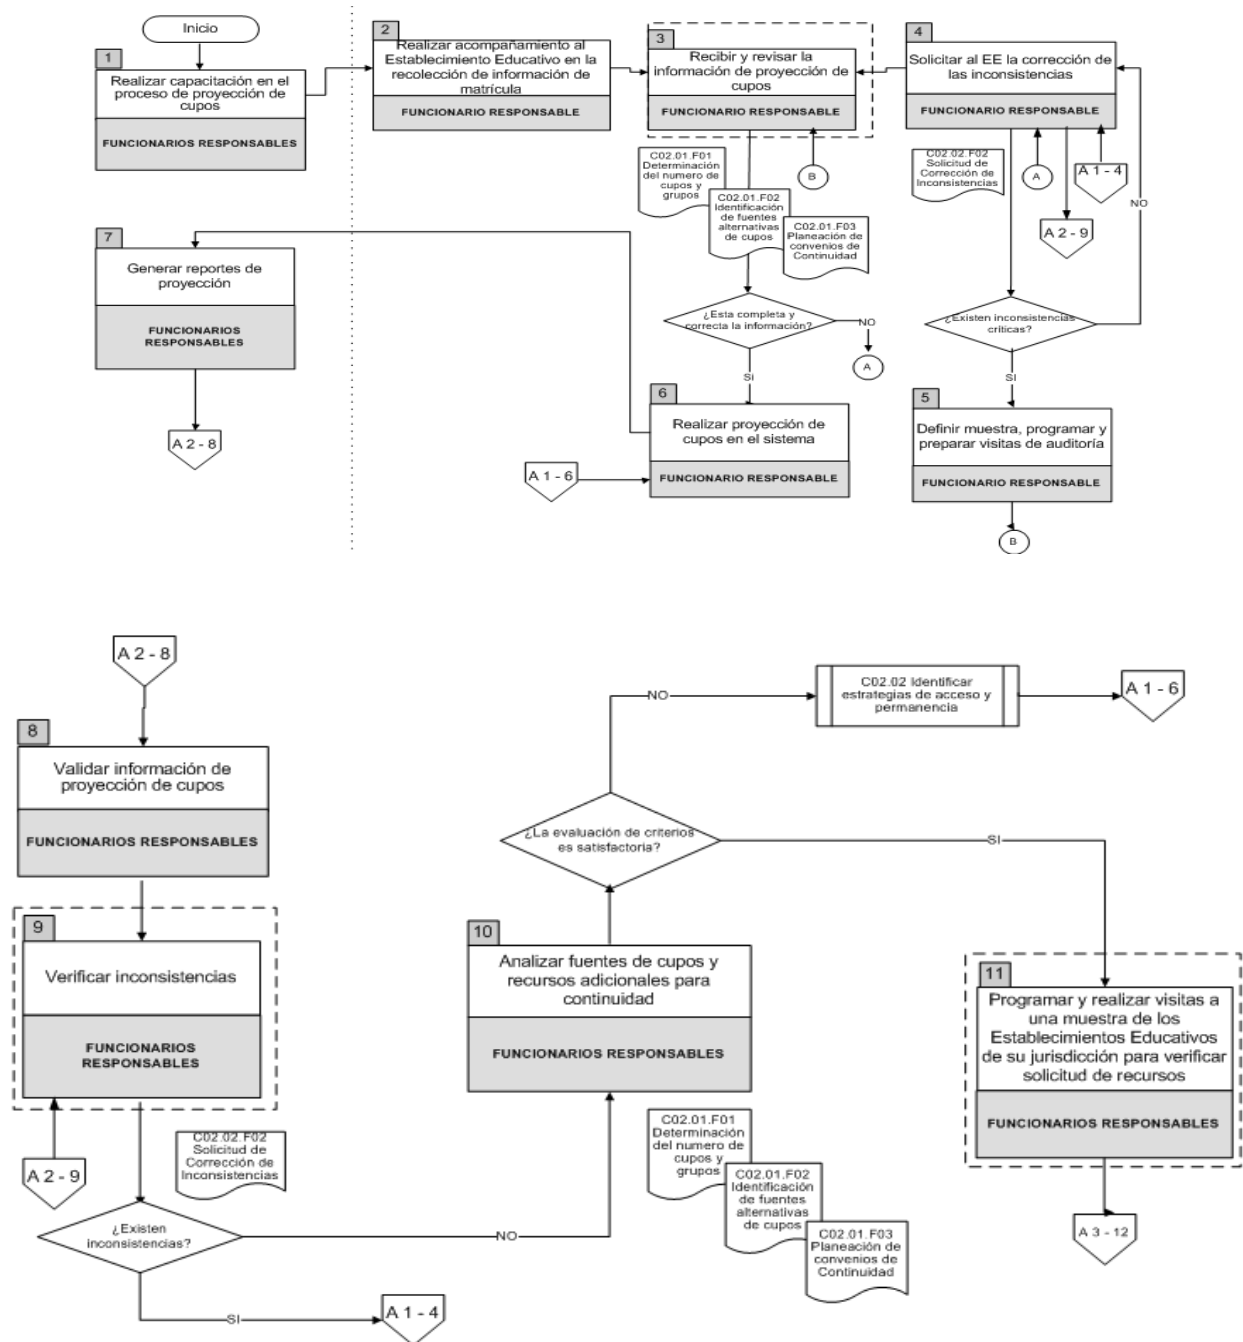 Inicio
1
Realizar capacitación en el
proceso de proyección de
cupos
FUNCIONARIOS RESPONSABLES
2
Realizar acompañamiento al
Establecimiento Educativo en la
recolección de información de
matrícula
FUNCIONARIO RESPONSABLE
3
Recibir y revisar la
información de proyección de
cupos
FUNCIONARIO RESPONSABLE
4
Solicitar al EE la corrección de
las inconsistencias
FUNCIONARIO RESPONSABLE
C02.01.F01
Determinación
del numero de
cupos y
grupos
C02.01.F02
Identificación
de fuentes
alternativas
de cupos
C02.01.F03
Planeación de
convenios de
Continuidad
B
C02.02.F02
Solicitud de
Corrección de
Inconsistencias
A
A 1 - 4
A 2 - 9
NO
7
Generar reportes de
proyección
FUNCIONARIOS
RESPONSABLES
A 2 - 8
¿Esta completa y
correcta la información?
NO
A
SI
¿Existen inconsistencias
críticas?
SI
6
Realizar proyección de
cupos en el sistema
FUNCIONARIO RESPONSABLE
A 1 - 6
5
Definir muestra, programar y
preparar visitas de auditoría
FUNCIONARIO RESPONSABLE
B
A 2 - 8
8
Validar información de
proyección de cupos
FUNCIONARIOS RESPONSABLES
9
Verificar inconsistencias
FUNCIONARIOS
RESPONSABLES
A 2 - 9
C02.02.F02
Solicitud de
Corrección de
Inconsistencias
¿Existen
inconsistencias?
NO
SI
A 1 - 4
NO
C02.02 Identificar
estrategias de acceso y
permanencia
A 1 - 6
¿La evaluación de criterios
es satisfactoria?
SI
10
Analizar fuentes de cupos y
recursos adicionales para
continuidad
FUNCIONARIOS RESPONSABLES
C02.01.F01
Determinación
del numero de
cupos y
grupos
C02.01.F02
Identificación
de fuentes
alternativas
de cupos
C02.01.F03
Planeación de
convenios de
Continuidad
11
Programar y realizar visitas a
una muestra de los
Establecimientos Educativos
de su jurisdicción para verificar
solicitud de recursos
FUNCIONARIOS RESPONSABLES
A 3 - 12